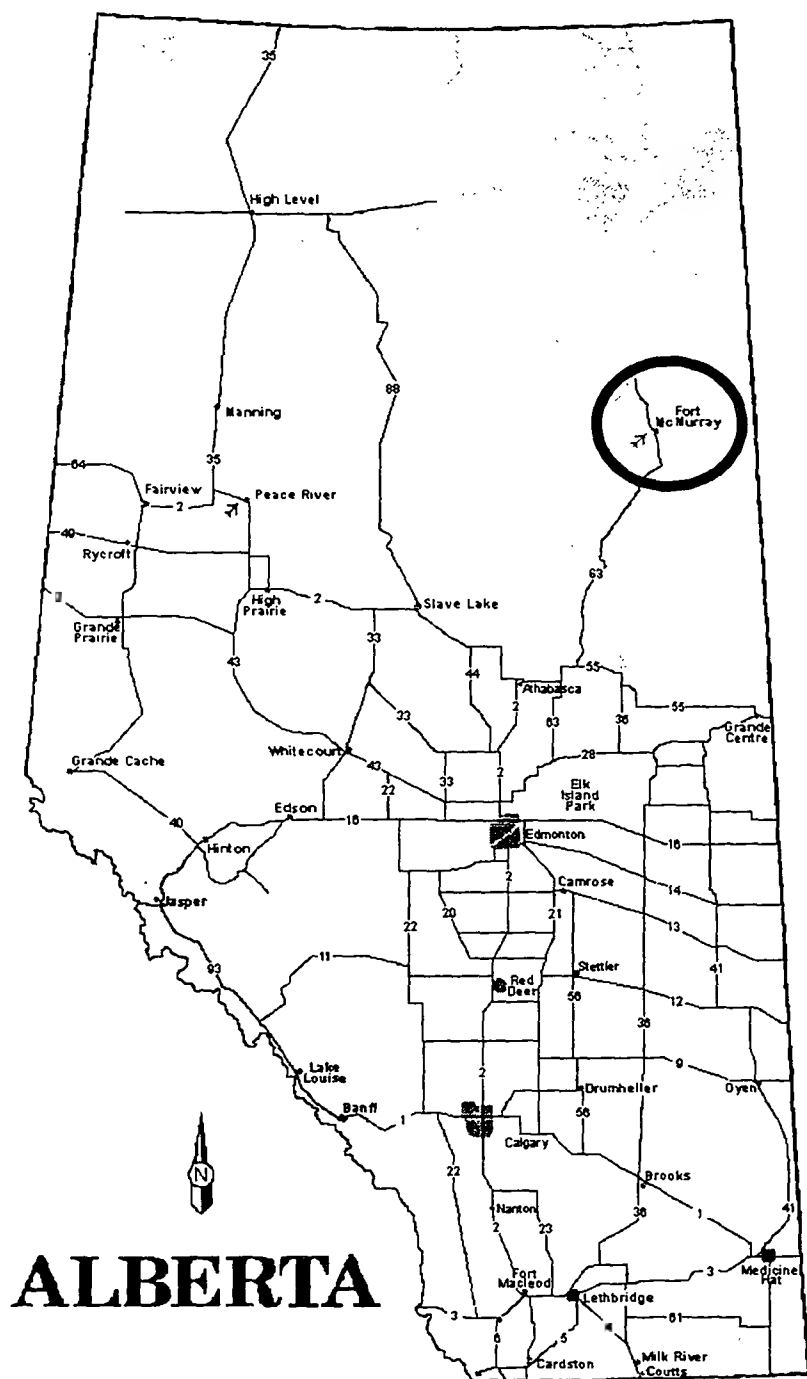 35
High Level
88
Manning
Fort
McMurray
64
35
Fairview
2
Peace River
49
Rycroft
63
High
Prairie
2
Slave Lake
Grande
Prairie
33
43
44
55
Athabasca
2
33
63
36
55
Grande
Centre
Whitecourt
43
22
33
2
28
Grande Cache
Elk
Island
Park
Edson
16
40
Hinton
Edmonton
16
2
14
Camrose
Jasper
20
21
22
13
11
93
Stettler
41
Red
Deer
56
12
36
2
9
Lake
Louise
Drumheller
Oyen
Banff
1
56
Calgary
22
Brooks
N
Nanton
36
1
41
2
23
ALBERTA
Fort
Macleod
3
Medicine
Hat
Lethbridge
3
61
6
5
Cardston
Milk River
Coutts